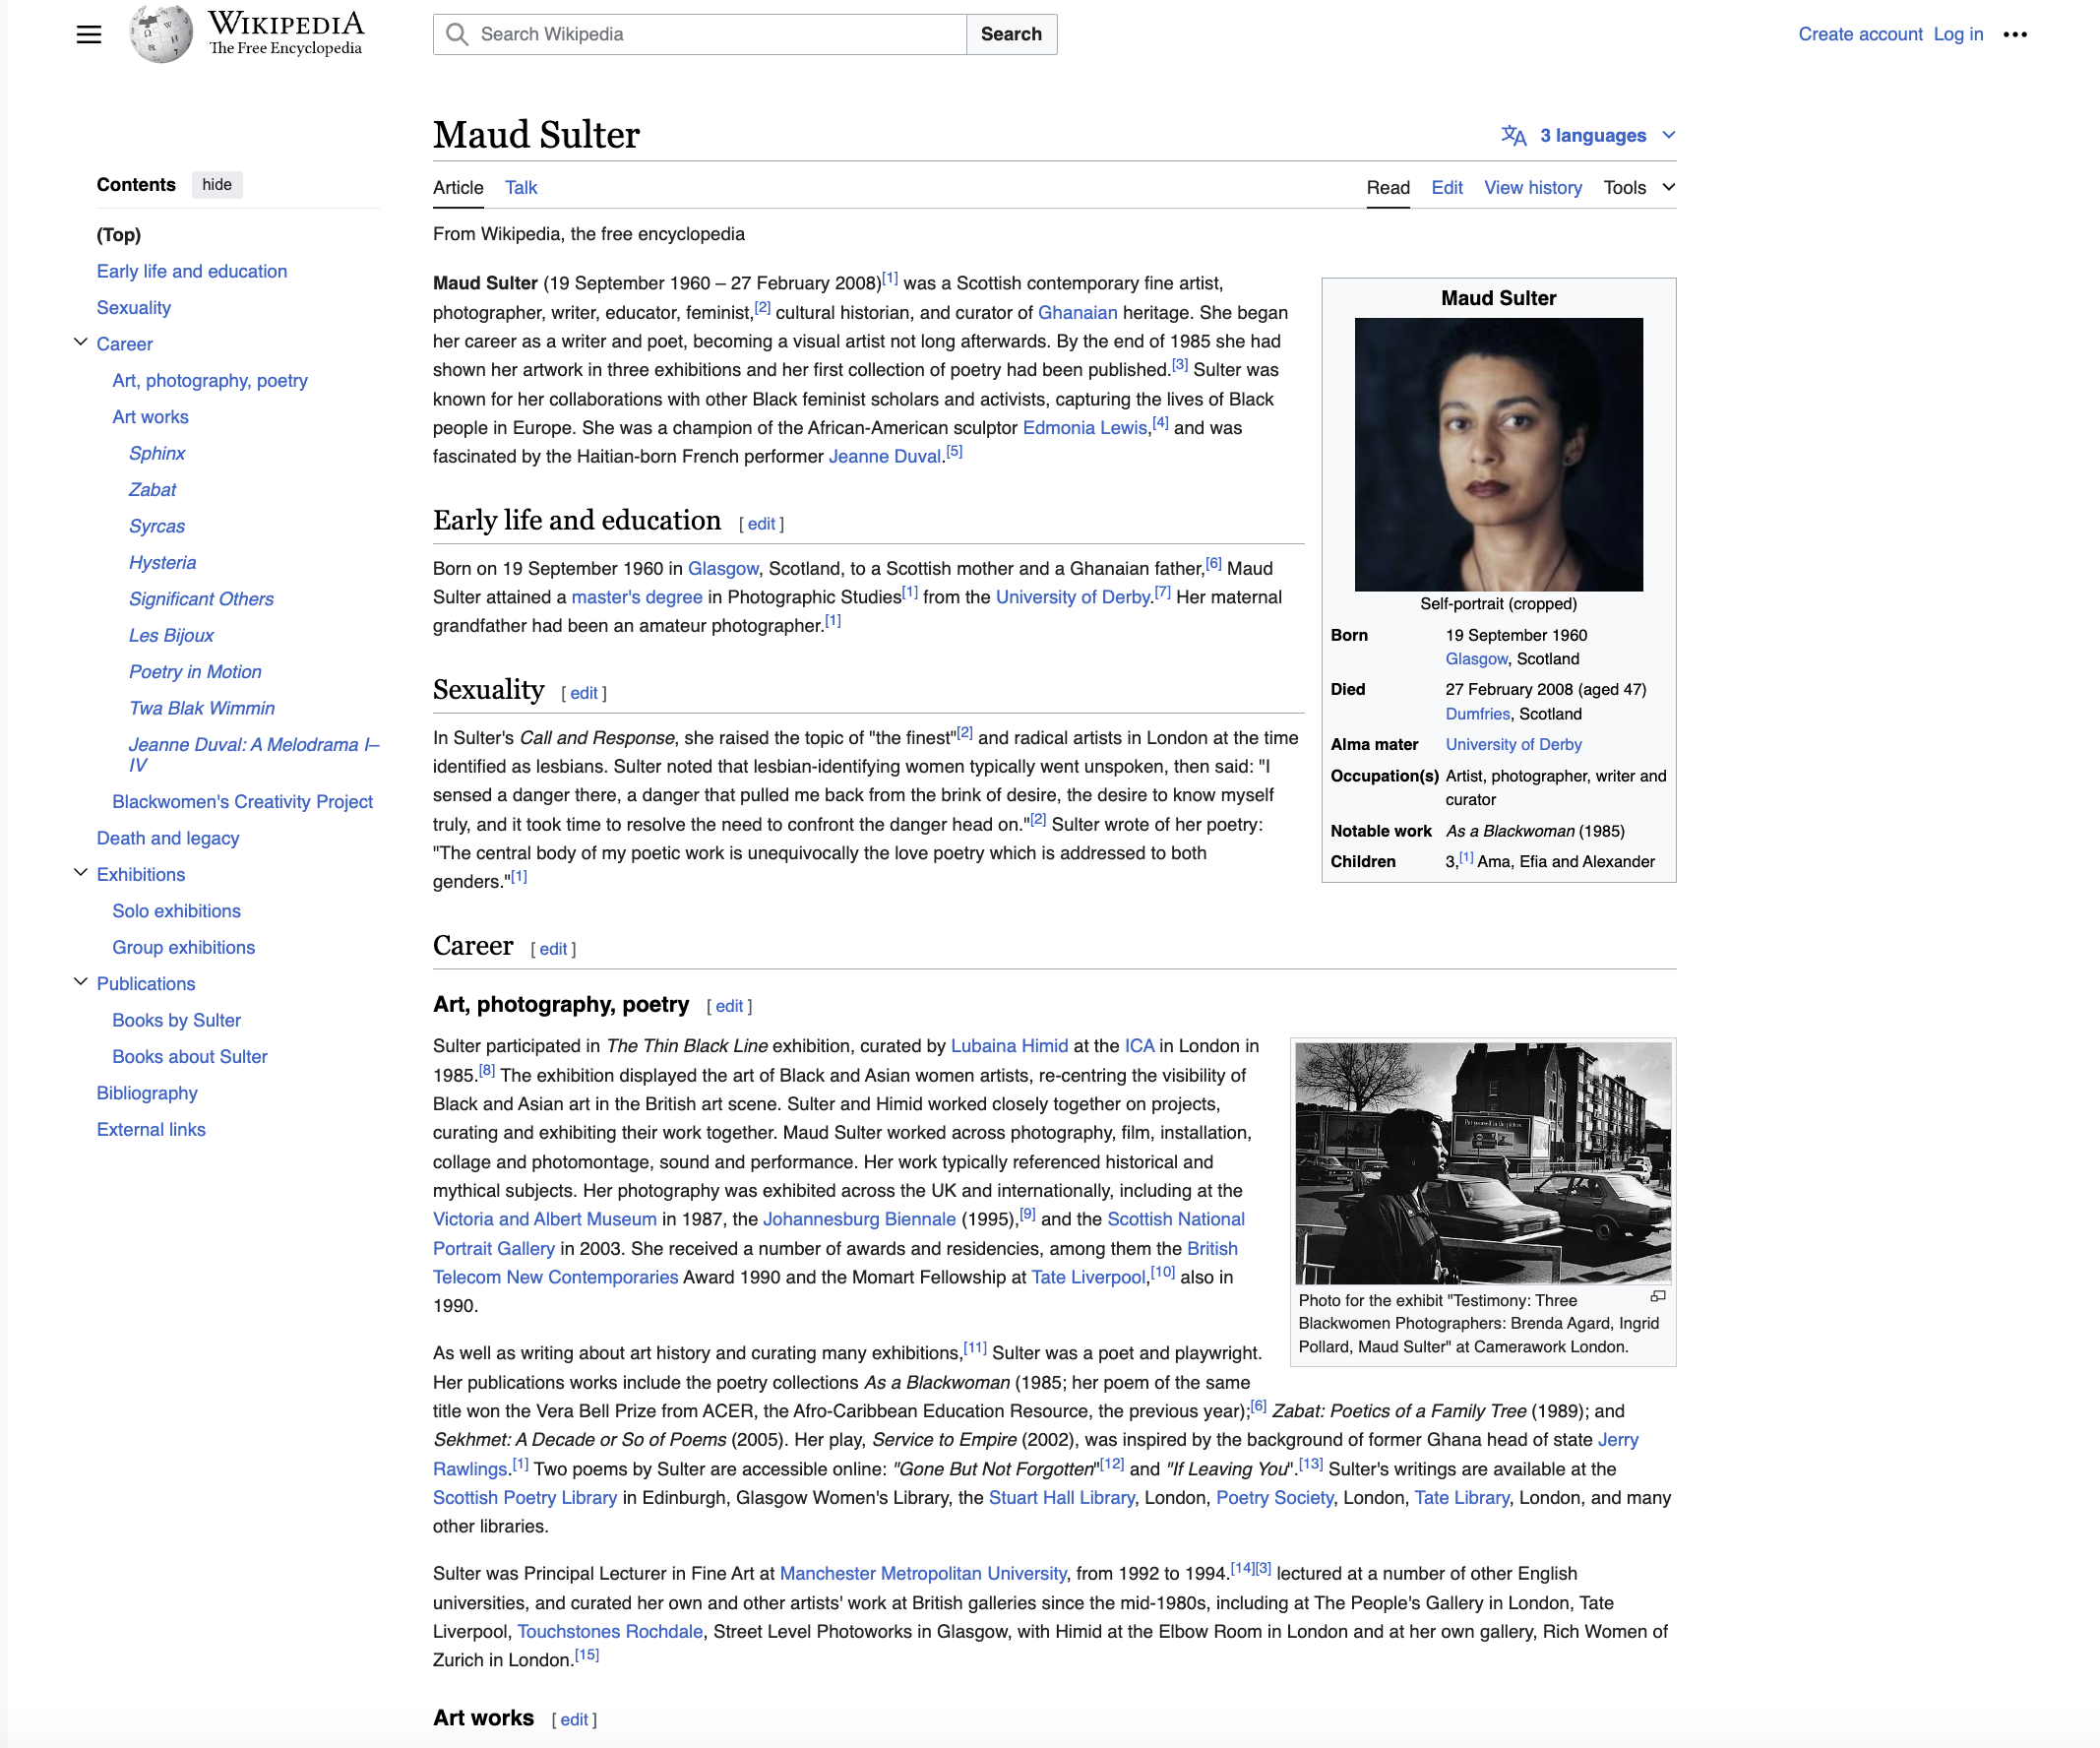 WIKIPEDIA
The Free Encyclopedia
Search Wikipedia
Search
Create account Log in
Maud Sulter
3 languages
Article Talk
Read Edit View history Tools
From Wikipedia, the free encyclopedia
Contents hide
(Top)
Early life and education
Sexuality
Career
Art, photography, poetry
Art works
Sphinx
Zabat
Syrcas
Hysteria
Significant Others
Les Bijoux
Poetry in Motion
Twa Blak Wimmin
Jeanne Duval: A Melodrama I–
IV
Blackwomen's Creativity Project
Death and legacy
Exhibitions
Solo exhibitions
Group exhibitions
Publications
Books by Sulter
Books about Sulter
Bibliography
External links
Maud Sulter (19 September 1960 – 27 February 2008)[1] was a Scottish contemporary fine artist,
photographer, writer, educator, feminist,[2] cultural historian, and curator of Ghanaian heritage. She began
her career as a writer and poet, becoming a visual artist not long afterwards. By the end of 1985 she had
shown her artwork in three exhibitions and her first collection of poetry had been published.[3] Sulter was
known for her collaborations with other Black feminist scholars and activists, capturing the lives of Black
people in Europe. She was a champion of the African-American sculptor Edmonia Lewis,[4] and was
fascinated by the Haitian-born French performer Jeanne Duval.[5]
Early life and education [ edit ]
Born on 19 September 1960 in Glasgow, Scotland, to a Scottish mother and a Ghanaian father,[6] Maud
Sulter attained a master's degree in Photographic Studies[1] from the University of Derby.[7] Her maternal
grandfather had been an amateur photographer.[1]
Sexuality [ edit ]
In Sulter's Call and Response, she raised the topic of "the finest"[2] and radical artists in London at the time
identified as lesbians. Sulter noted that lesbian-identifying women typically went unspoken, then said: "I
sensed a danger there, a danger that pulled me back from the brink of desire, the desire to know myself
truly, and it took time to resolve the need to confront the danger head on."[2] Sulter wrote of her poetry:
"The central body of my poetic work is unequivocally the love poetry which is addressed to both
genders."[1]
Maud Sulter
Self-portrait (cropped)
Born 19 September 1960
Glasgow, Scotland
Died 27 February 2008 (aged 47)
Dumfries, Scotland
Alma mater University of Derby
Occupation(s) Artist, photographer, writer and
curator
Notable work As a Blackwoman (1985)
Children 3,[1] Ama, Efia and Alexander
Career [ edit ]
Art, photography, poetry [ edit ]
Sulter participated in The Thin Black Line exhibition, curated by Lubaina Himid at the ICA in London in
1985.[8] The exhibition displayed the art of Black and Asian women artists, re-centring the visibility of
Black and Asian art in the British art scene. Sulter and Himid worked closely together on projects,
curating and exhibiting their work together. Maud Sulter worked across photography, film, installation,
collage and photomontage, sound and performance. Her work typically referenced historical and
mythical subjects. Her photography was exhibited across the UK and internationally, including at the
Victoria and Albert Museum in 1987, the Johannesburg Biennale (1995),[9] and the Scottish National
Portrait Gallery in 2003. She received a number of awards and residencies, among them the British
Telecom New Contemporaries Award 1990 and the Momart Fellowship at Tate Liverpool,[10] also in
1990.
Put yourself in the picture.
Photo for the exhibit "Testimony: Three
Blackwomen Photographers: Brenda Agard, Ingrid
Pollard, Maud Sulter" at Camerawork London.
As well as writing about art history and curating many exhibitions,[11] Sulter was a poet and playwright.
Her publications works include the poetry collections As a Blackwoman (1985; her poem of the same
title won the Vera Bell Prize from ACER, the Afro-Caribbean Education Resource, the previous year);[6] Zabat: Poetics of a Family Tree (1989); and
Sekhmet: A Decade or So of Poems (2005). Her play, Service to Empire (2002), was inspired by the background of former Ghana head of state Jerry
Rawlings.[1] Two poems by Sulter are accessible online: "Gone But Not Forgotten"[12] and "If Leaving You".[13] Sulter's writings are available at the
Scottish Poetry Library in Edinburgh, Glasgow Women's Library, the Stuart Hall Library, London, Poetry Society, London, Tate Library, London, and many
other libraries.
Sulter was Principal Lecturer in Fine Art at Manchester Metropolitan University, from 1992 to 1994.[14][3] lectured at a number of other English
universities, and curated her own and other artists' work at British galleries since the mid-1980s, including at The People's Gallery in London, Tate
Liverpool, Touchstones Rochdale, Street Level Photoworks in Glasgow, with Himid at the Elbow Room in London and at her own gallery, Rich Women of
Zurich in London.[15]
Art works [ edit ]